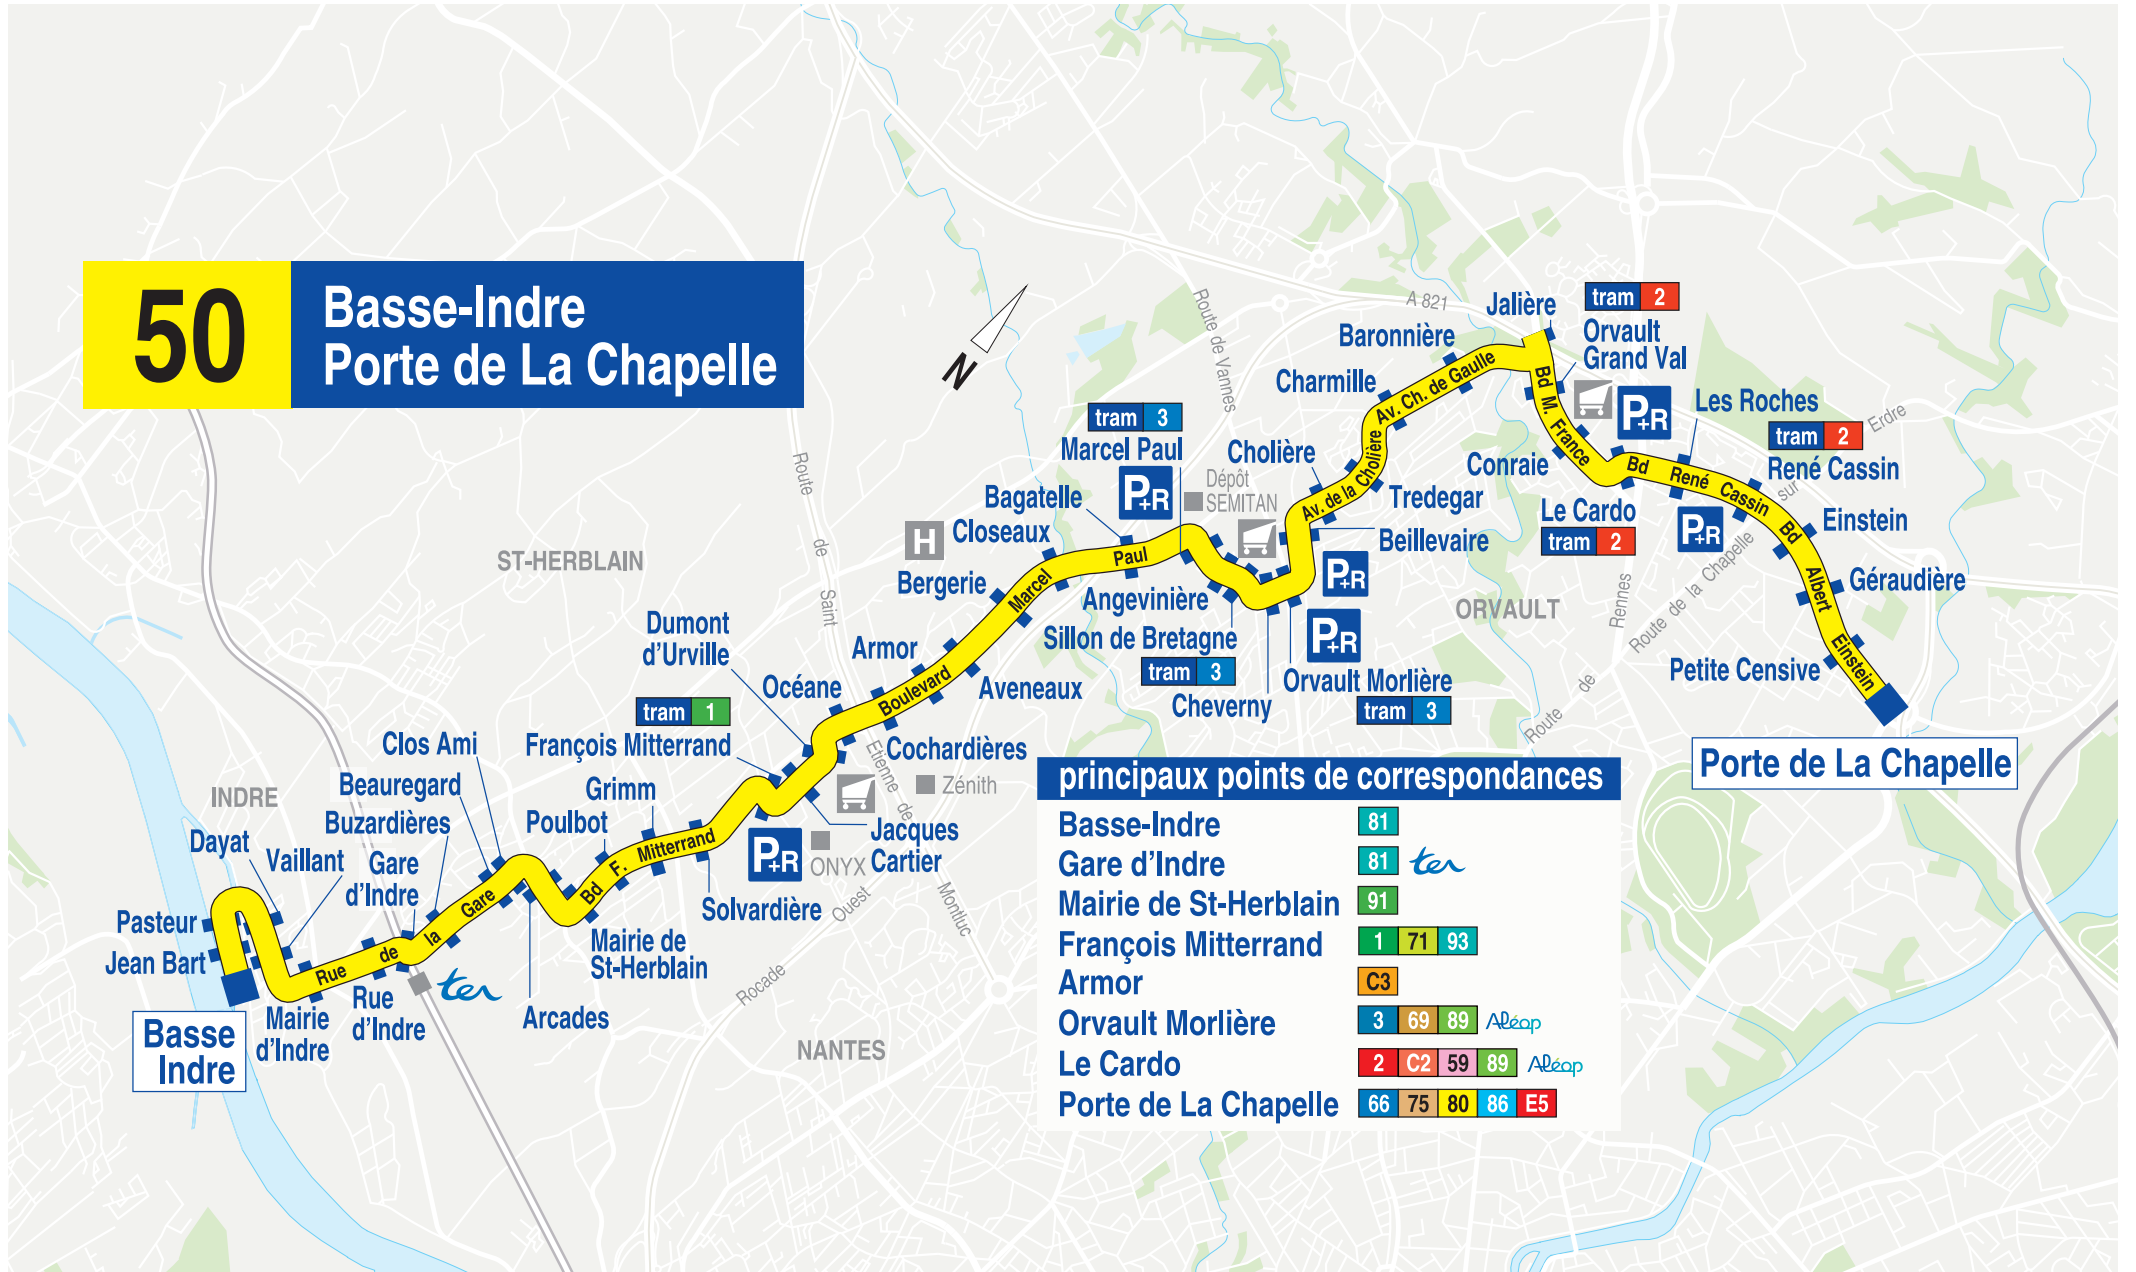 50
Basse-Indre
Porte de La Chapelle
N
A 821
Route de Vannes
Jalière
tram 2
Orvault
Grand Val
Baronnière
Charmille
Av. Ch. de Gaulle
Bd M. France
P+R
Les Roches
tram 2
René Cassin
Erdre
sur
Route de la Chapelle
tram 3
Marcel Paul
P+R
Dépôt
SEMITAN
Cholière
Av. de la Cholière
Tredegar
Beillevaire
Conraie
Le Cardo
tram 2
Bd René Cassin
P+R
Einstein
Géraudière
Bd Albert Einstein
Petite Censive
Porte de La Chapelle
ORVAULT
Route de Rennes
Bagatelle
H
Closeaux
Bergerie
Boulevard Marcel Paul
Angevinière
Sillon de Bretagne
tram 3
Cheverny
P+R
P+R
Orvault Morlière
tram 3
ST-HERBLAIN
Route de Saint Etienne de Montluc
Dumont
d'Urville
Armor
Océane
Aveneaux
Cochardières
Zénith
tram 1
François Mitterrand
Jacques
Cartier
P+R
ONYX
Rocade Ouest
Clos Ami
Beauregard
Buzardières
Grimm
Poulbot
Bd F. Mitterrand
Solvardière
Mairie de
St-Herblain
Arcades
INDRE
Dayat
Vaillant
Gare
d'Indre
Rue de la Gare
ter
Pasteur
Jean Bart
Basse
Indre
Mairie
d'Indre
Rue
d'Indre
NANTES
principaux points de correspondances
Basse-Indre 81
Gare d'Indre 81 ter
Mairie de St-Herblain 91
François Mitterrand 1 71 93
Armor C3
Orvault Morlière 3 69 89 Aléop
Le Cardo 2 C2 59 89 Aléop
Porte de La Chapelle 66 75 80 86 E5